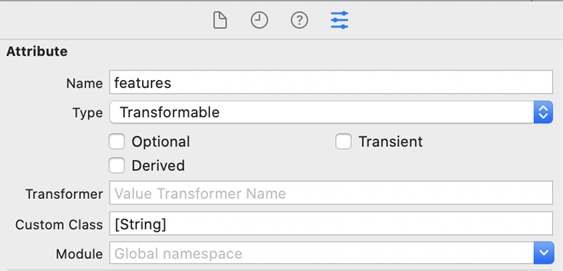 Attribute
Name features
Type Transformable
Optional Transient
Derived
Transformer Value Transformer Name
Custom Class [String]
Module Global namespace